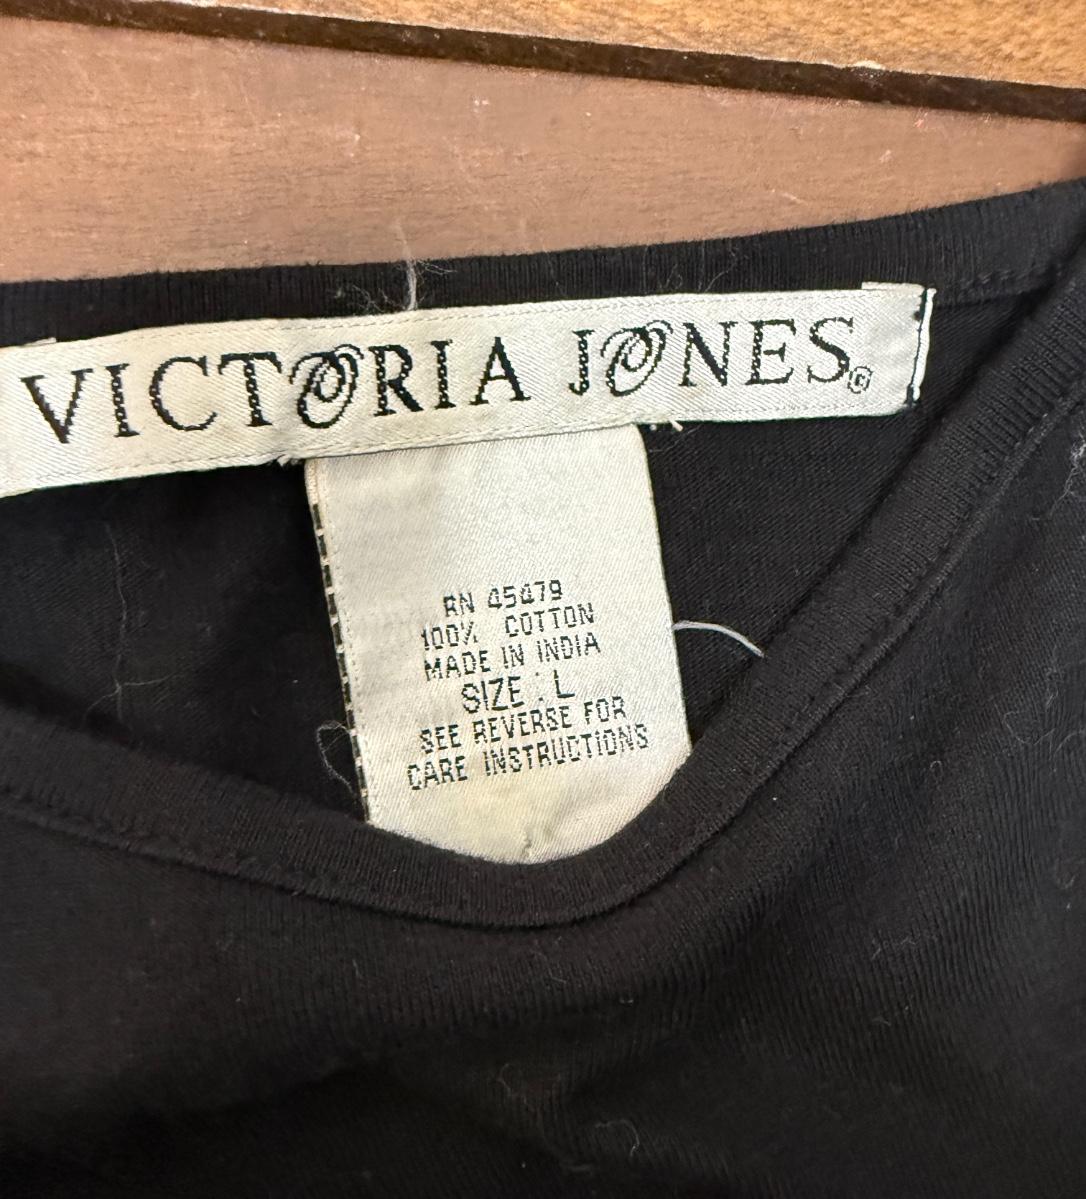 VICTORIA JONES©
RN 45479
100% COTTON
MADE IN INDIA
SIZE : L
SEE REVERSE FOR
CARE INSTRUCTIONS